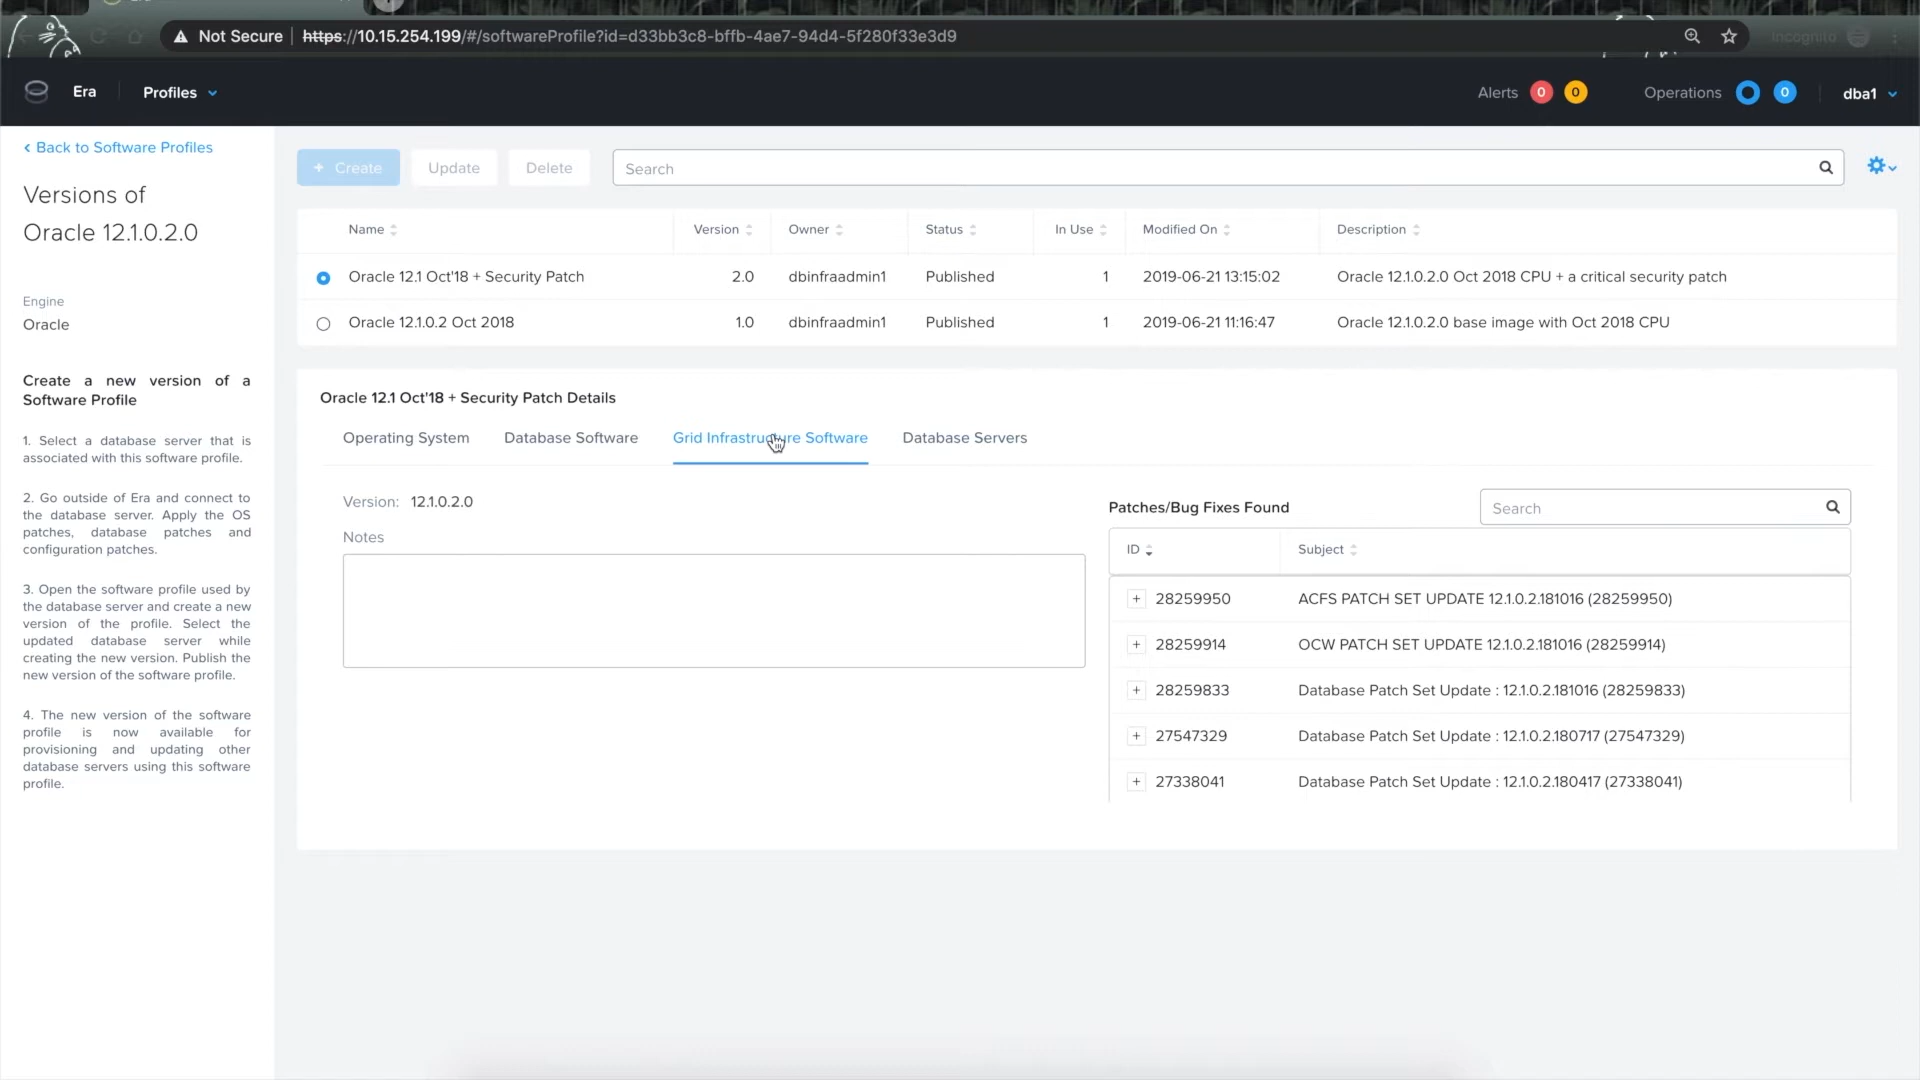 Not Secure | https://10.15.254.199/#/softwareProfile?id=d33bb3c8-bffb-4ae7-94d4-5f280f33e3d9
Incognito
Era
Profiles
Alerts 0 0
Operations 0
dba1
< Back to Software Profiles
Versions of
Oracle 12.1.0.2.0
Engine
Oracle
Create a new version of a
Software Profile
1. Select a database server that is
associated with this software profile.
2. Go outside of Era and connect to
the database server. Apply the OS
patches, database patches and
configuration patches.
3. Open the software profile used by
the database server and create a new
version of the profile. Select the
updated database server while
creating the new version. Publish the
new version of the software profile.
4. The new version of the software
profile is now available for
provisioning and updating other
database servers using this software
profile.
+ Create
Update
Delete
Search
Name Version Owner Status In Use Modified On Description
Oracle 12.1 Oct'18 + Security Patch 2.0 dbinfraadmin1 Published 1 2019-06-21 13:15:02 Oracle 12.1.0.2.0 Oct 2018 CPU + a critical security patch
Oracle 12.1.0.2 Oct 2018 1.0 dbinfraadmin1 Published 1 2019-06-21 11:16:47 Oracle 12.1.0.2.0 base image with Oct 2018 CPU
Oracle 12.1 Oct'18 + Security Patch Details
Operating System
Database Software
Grid Infrastructure Software
Database Servers
Version: 12.1.0.2.0
Notes
Patches/Bug Fixes Found
Search
ID Subject
+ 28259950 ACFS PATCH SET UPDATE 12.1.0.2.181016 (28259950)
+ 28259914 OCW PATCH SET UPDATE 12.1.0.2.181016 (28259914)
+ 28259833 Database Patch Set Update : 12.1.0.2.181016 (28259833)
+ 27547329 Database Patch Set Update : 12.1.0.2.180717 (27547329)
+ 27338041 Database Patch Set Update : 12.1.0.2.180417 (27338041)